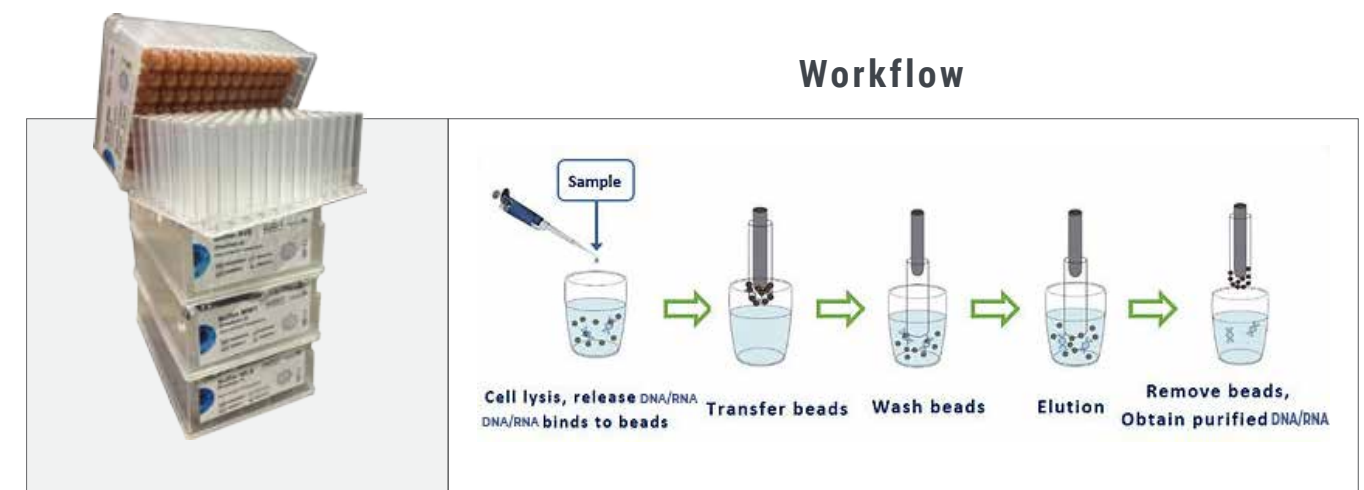 Workflow
Sample
Cell lysis, release DNA/RNA
DNA/RNA binds to beads
Transfer beads
Wash beads
Elution
Remove beads,
Obtain purified DNA/RNA